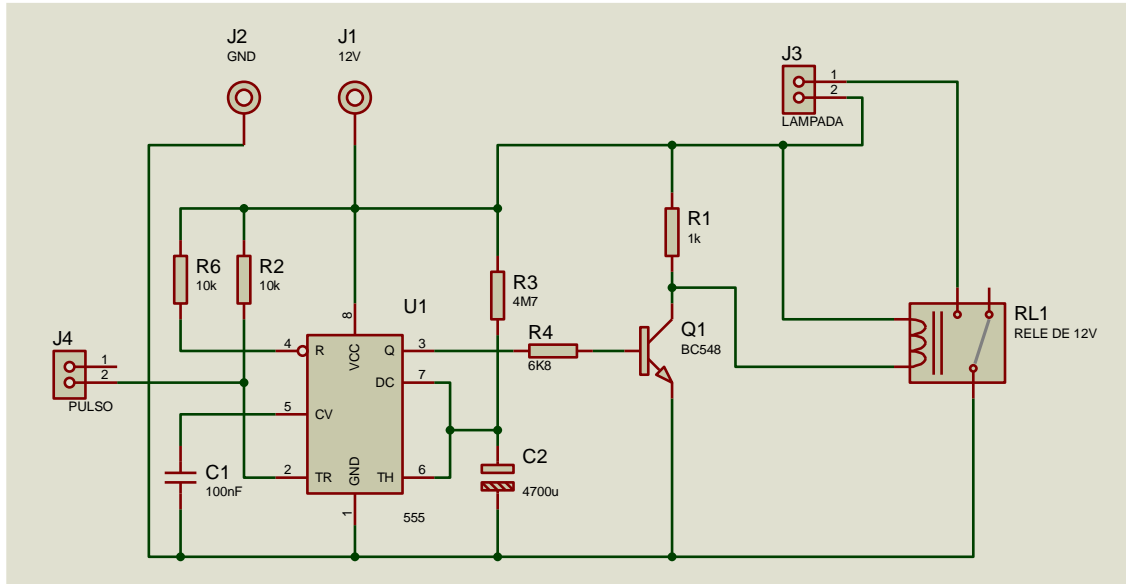 J2
GND
J1
12V
J3
1
2
LAMPADA
R6
10k
R2
10k
R1
1k
R3
4M7
U1
8
VCC
4
R
Q
3
R4
6K8
Q1
BC548
RL1
RELE DE 12V
J4
1
2
PULSO
DC
7
5
CV
C1
100nF
2
TR
GND
TH
6
C2
4700u
1
555